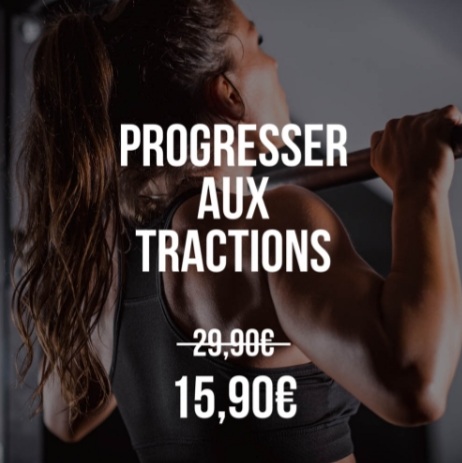 PROGRESSER
AUX
TRACTIONS
29,90€
15,90€